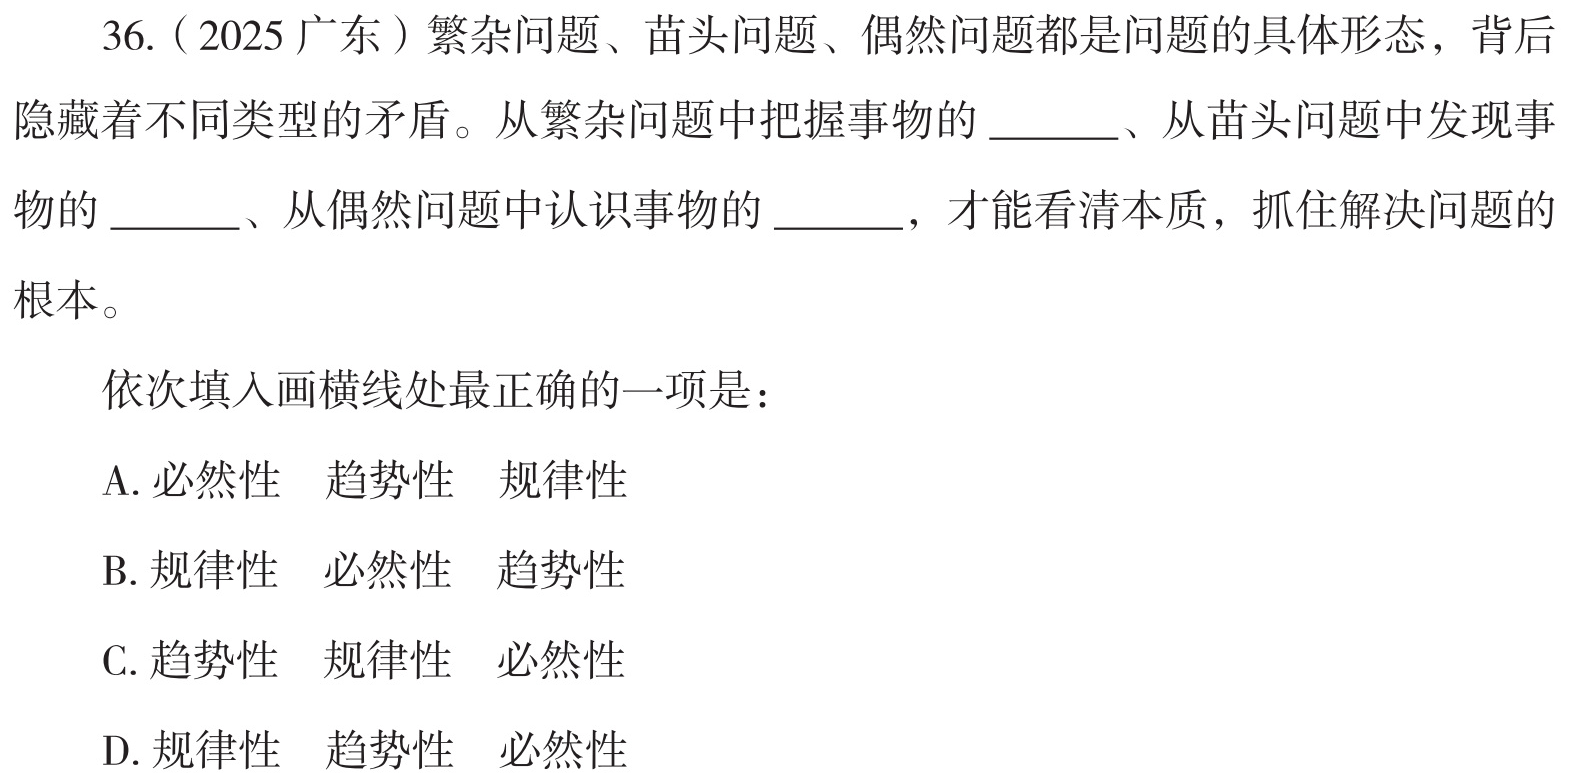 36.（2025 广东）繁杂问题、苗头问题、偶然问题都是问题的具体形态，背后
隐藏着不同类型的矛盾。从繁杂问题中把握事物的 ______、从苗头问题中发现事
物的 ______、从偶然问题中认识事物的 ______，才能看清本质，抓住解决问题的
根本。
依次填入画横线处最正确的一项是：
A. 必然性 趋势性 规律性
B. 规律性 必然性 趋势性
C. 趋势性 规律性 必然性
D. 规律性 趋势性 必然性